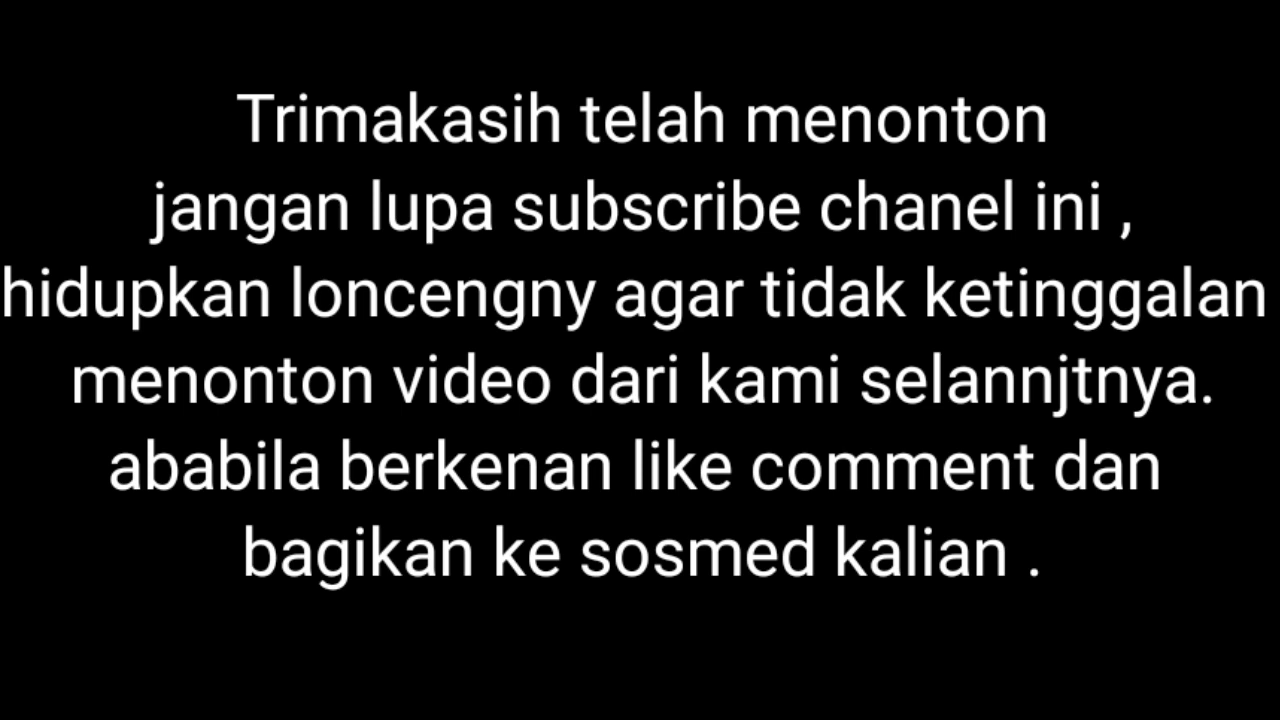 Trimakasih telah menonton
jangan lupa subscribe chanel ini ,
hidupkan loncengny agar tidak ketinggalan
menonton video dari kami selannjtnya.
ababila berkenan like comment dan
bagikan ke sosmed kalian .